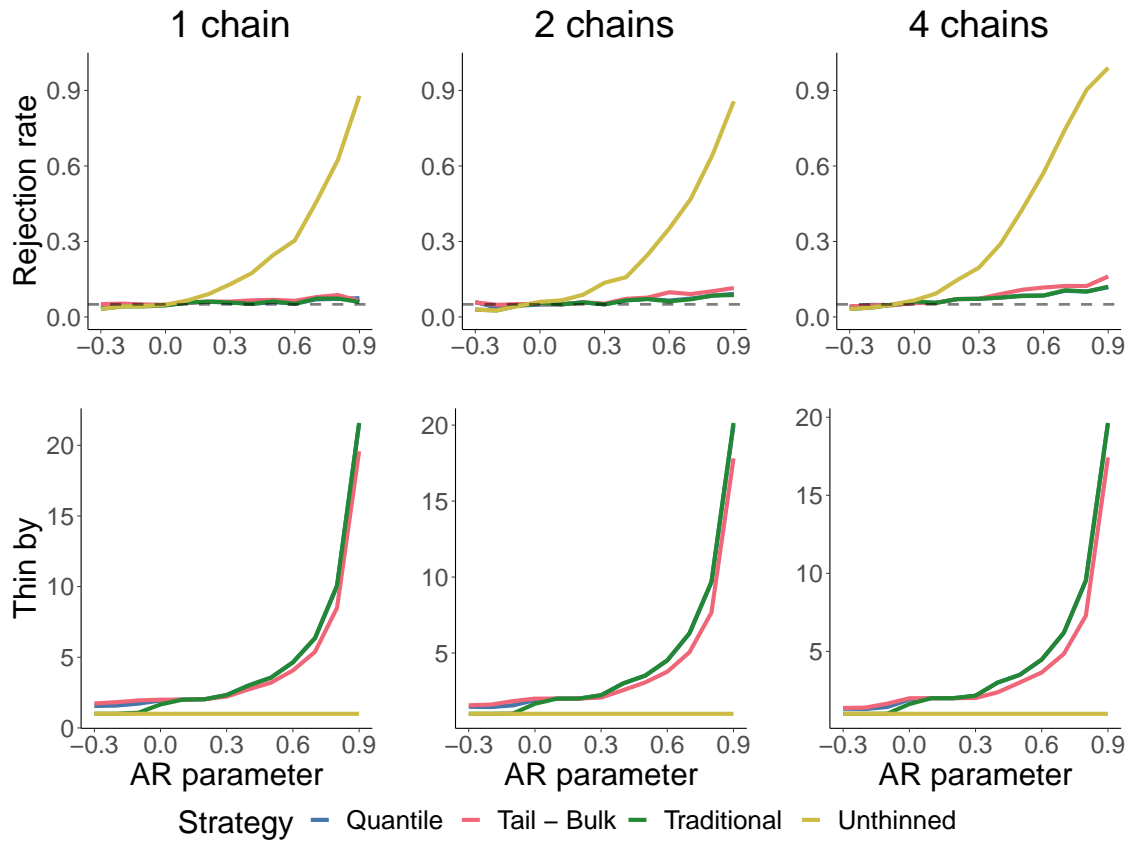 1 chain
2 chains
4 chains
Rejection rate
0.9
0.6
0.3
0.0
−0.3 0.0 0.3 0.6 0.9
0.9
0.6
0.3
0.0
−0.3 0.0 0.3 0.6 0.9
0.9
0.6
0.3
0.0
−0.3 0.0 0.3 0.6 0.9
Thin by
20
15
10
5
0
−0.3 0.0 0.3 0.6 0.9
AR parameter
20
15
10
5
−0.3 0.0 0.3 0.6 0.9
AR parameter
20
15
10
5
−0.3 0.0 0.3 0.6 0.9
AR parameter
Strategy Quantile Tail − Bulk Traditional Unthinned